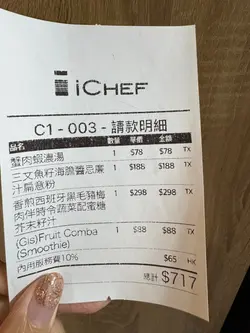 iCHEF
C1 - 003 - 請款明細
品名 數量 單價 小計
蟹肉蝦濃湯 1 $78 $78 TX
三文魚籽海膽醬忌廉 1 $188 $188 TX
汁扁意粉
香煎西班牙黑毛豬梅 1 $298 $298 TX
肉伴時令蔬菜配蜜糖
芥末籽汁
(Gis)Fruit Comba 1 $88 $88 TX
(Smoothie)
內用服務費10% $65 HK
總計 $717